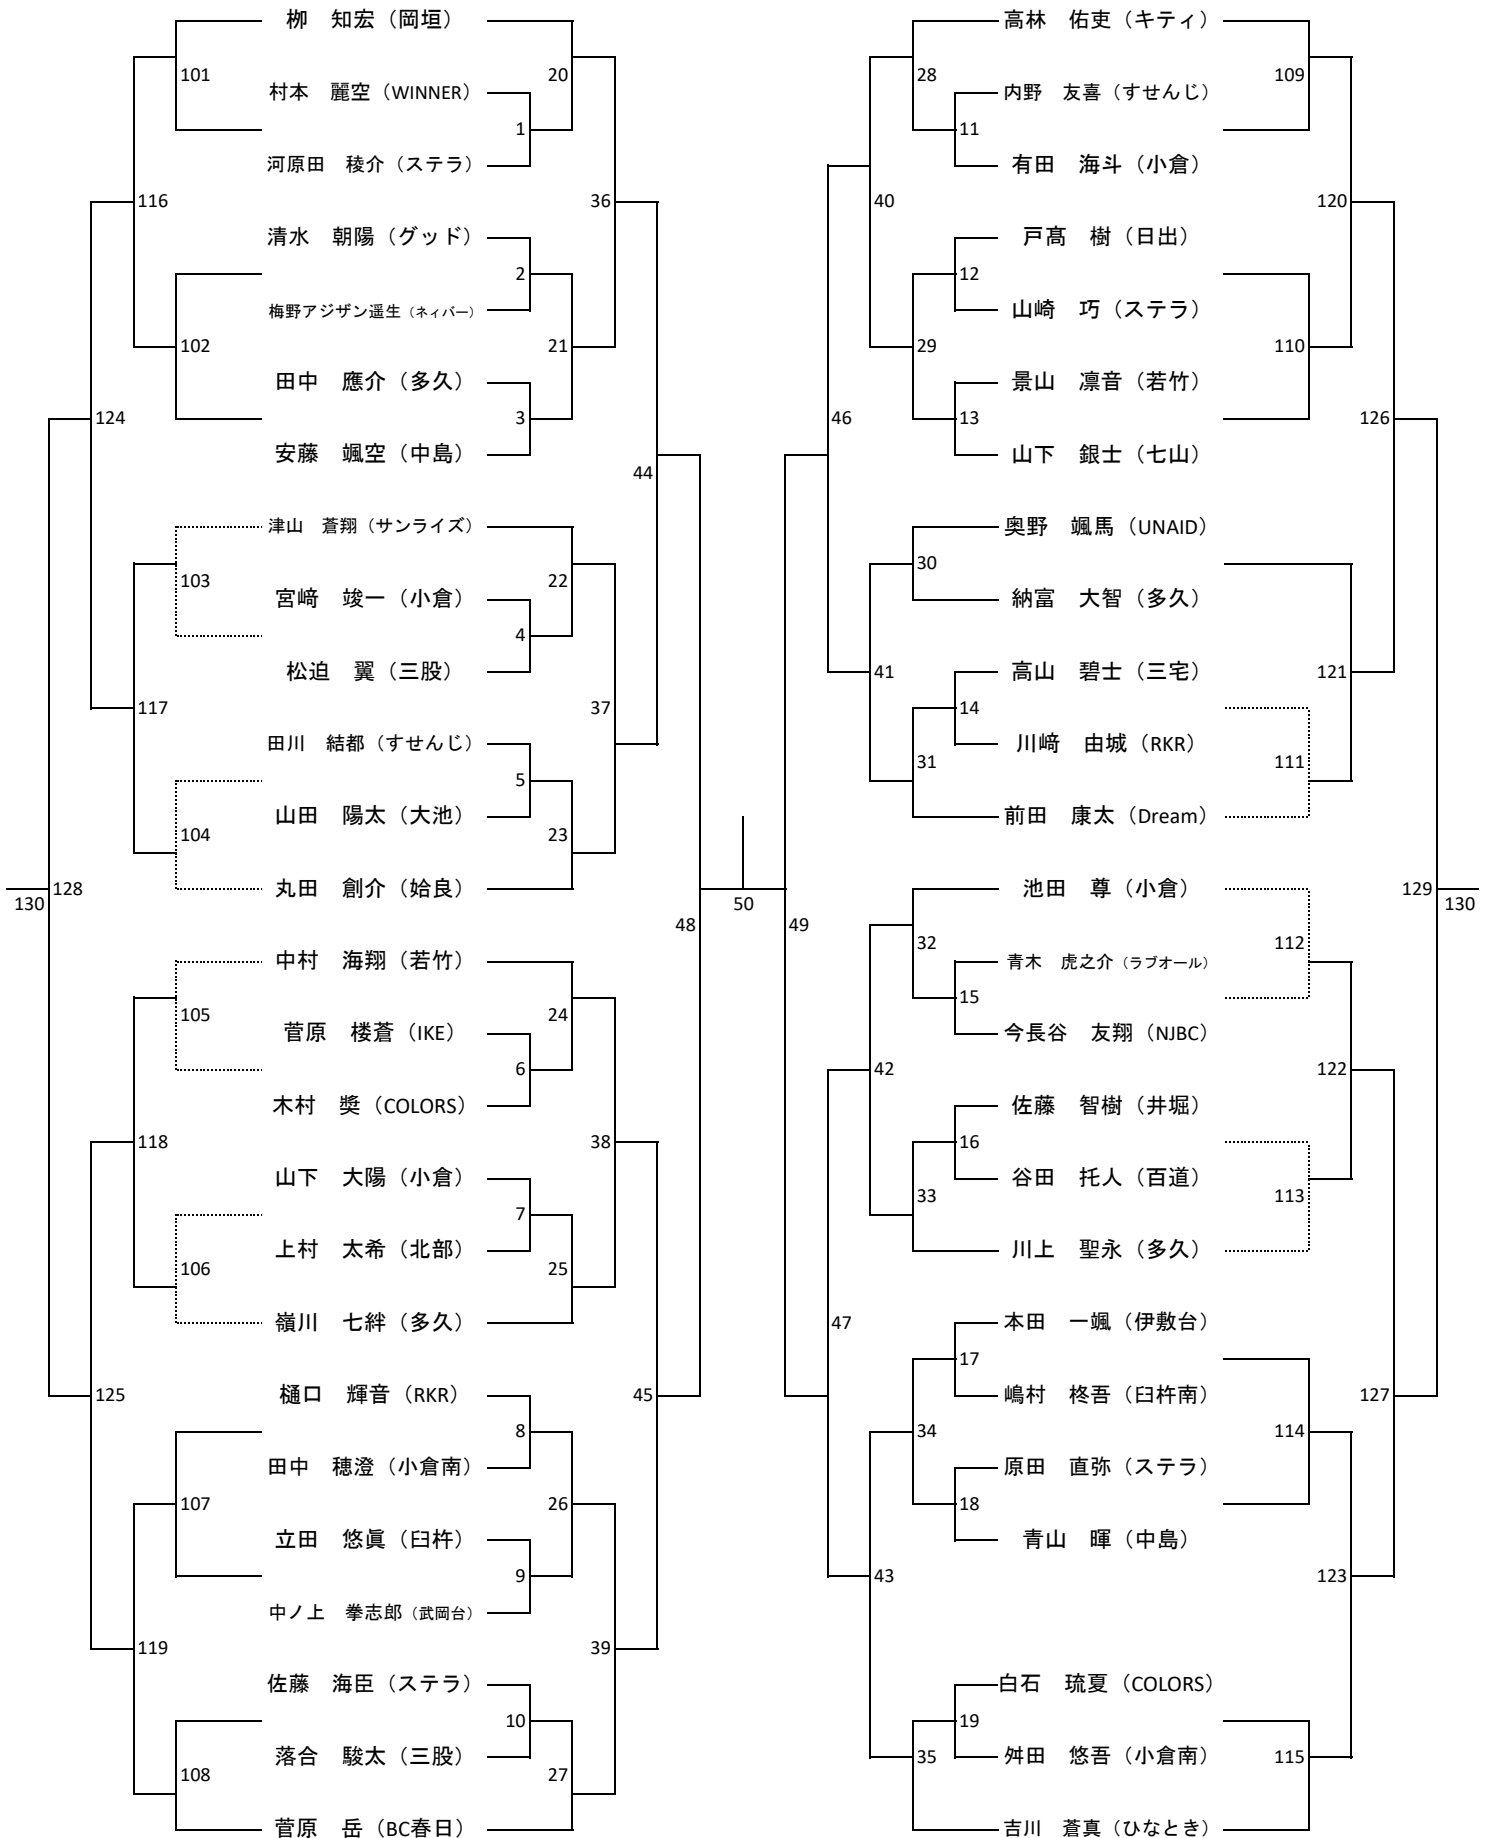 栁　知宏（岡垣）
101
20
村本　麗空（WINNER）
1
河原田　稜介（ステラ）
116
36
清水　朝陽（グッド）
2
梅野アジザン遥生（ネィバー）
102
21
田中　應介（多久）
3
124
安藤　颯空（中島）
44
津山　蒼翔（サンライズ）
103
22
宮﨑　竣一（小倉）
4
松迫　翼（三股）
117
37
田川　結都（すせんじ）
5
山田　陽太（大池）
104
23
丸田　創介（姶良）
128
130
48
中村　海翔（若竹）
105
24
菅原　楼蒼（IKE）
6
木村　奬（COLORS）
118
38
山下　大陽（小倉）
7
上村　太希（北部）
106
25
嶺川　七絆（多久）
樋口　輝音（RKR）
125
45
8
田中　穂澄（小倉南）
107
26
立田　悠眞（臼杵）
9
中ノ上　拳志郎（武岡台）
119
39
佐藤　海臣（ステラ）
10
落合　駿太（三股）
108
27
菅原　岳（BC春日）
50
高林　佑吏（キティ）
28
109
内野　友喜（すせんじ）
11
有田　海斗（小倉）
40
120
戸髙　樹（日出）
12
山崎　巧（ステラ）
29
110
景山　凛音（若竹）
46
13
126
山下　銀士（七山）
奥野　颯馬（UNAID）
30
納富　大智（多久）
高山　碧士（三宅）
41
121
14
川﨑　由城（RKR）
31
111
前田　康太（Dream）
池田　尊（小倉）
129
130
49
32
112
青木　虎之介（ラブオール）
15
今長谷　友翔（NJBC）
42
122
佐藤　智樹（井堀）
16
谷田　托人（百道）
33
113
川上　聖永（多久）
本田　一颯（伊敷台）
47
17
嶋村　柊吾（臼杵南）
127
34
114
原田　直弥（ステラ）
18
青山　暉（中島）
43
123
白石　琉夏（COLORS）
19
舛田　悠吾（小倉南）
35
115
吉川　蒼真（ひなとき）